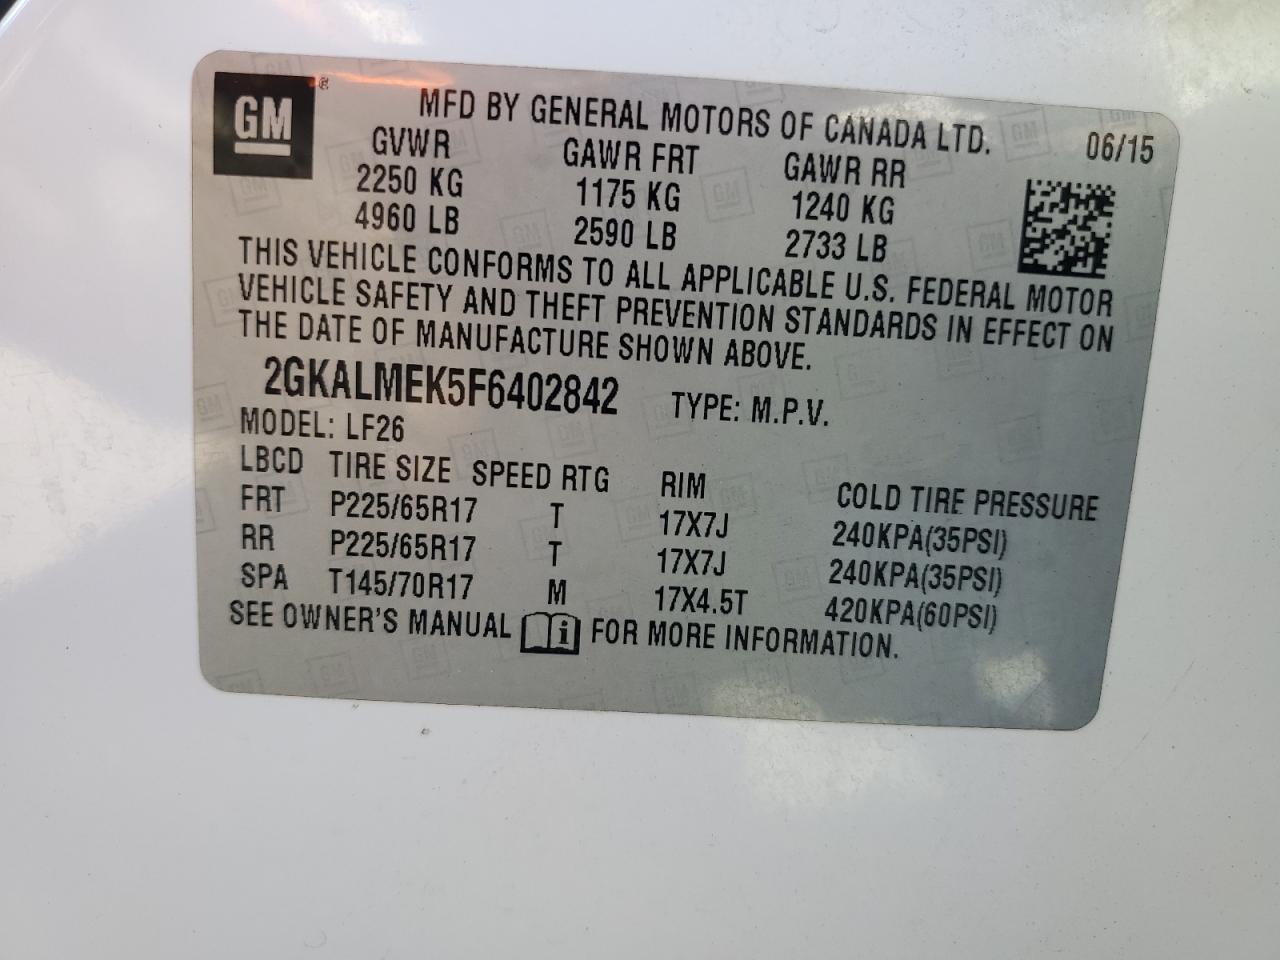 GM®
MFD BY GENERAL MOTORS OF CANADA LTD. 06/15
GVWR GAWR FRT GAWR RR
2250 KG 1175 KG 1240 KG
4960 LB 2590 LB 2733 LB
THIS VEHICLE CONFORMS TO ALL APPLICABLE U.S. FEDERAL MOTOR
VEHICLE SAFETY AND THEFT PREVENTION STANDARDS IN EFFECT ON
THE DATE OF MANUFACTURE SHOWN ABOVE.
2GKALMEK5F6402842 TYPE: M.P.V.
MODEL: LF26
LBCD TIRE SIZE SPEED RTG RIM COLD TIRE PRESSURE
FRT P225/65R17 T 17X7J 240KPA(35PSI)
RR P225/65R17 T 17X7J 240KPA(35PSI)
SPA T145/70R17 M 17X4.5T 420KPA(60PSI)
SEE OWNER'S MANUAL i FOR MORE INFORMATION.